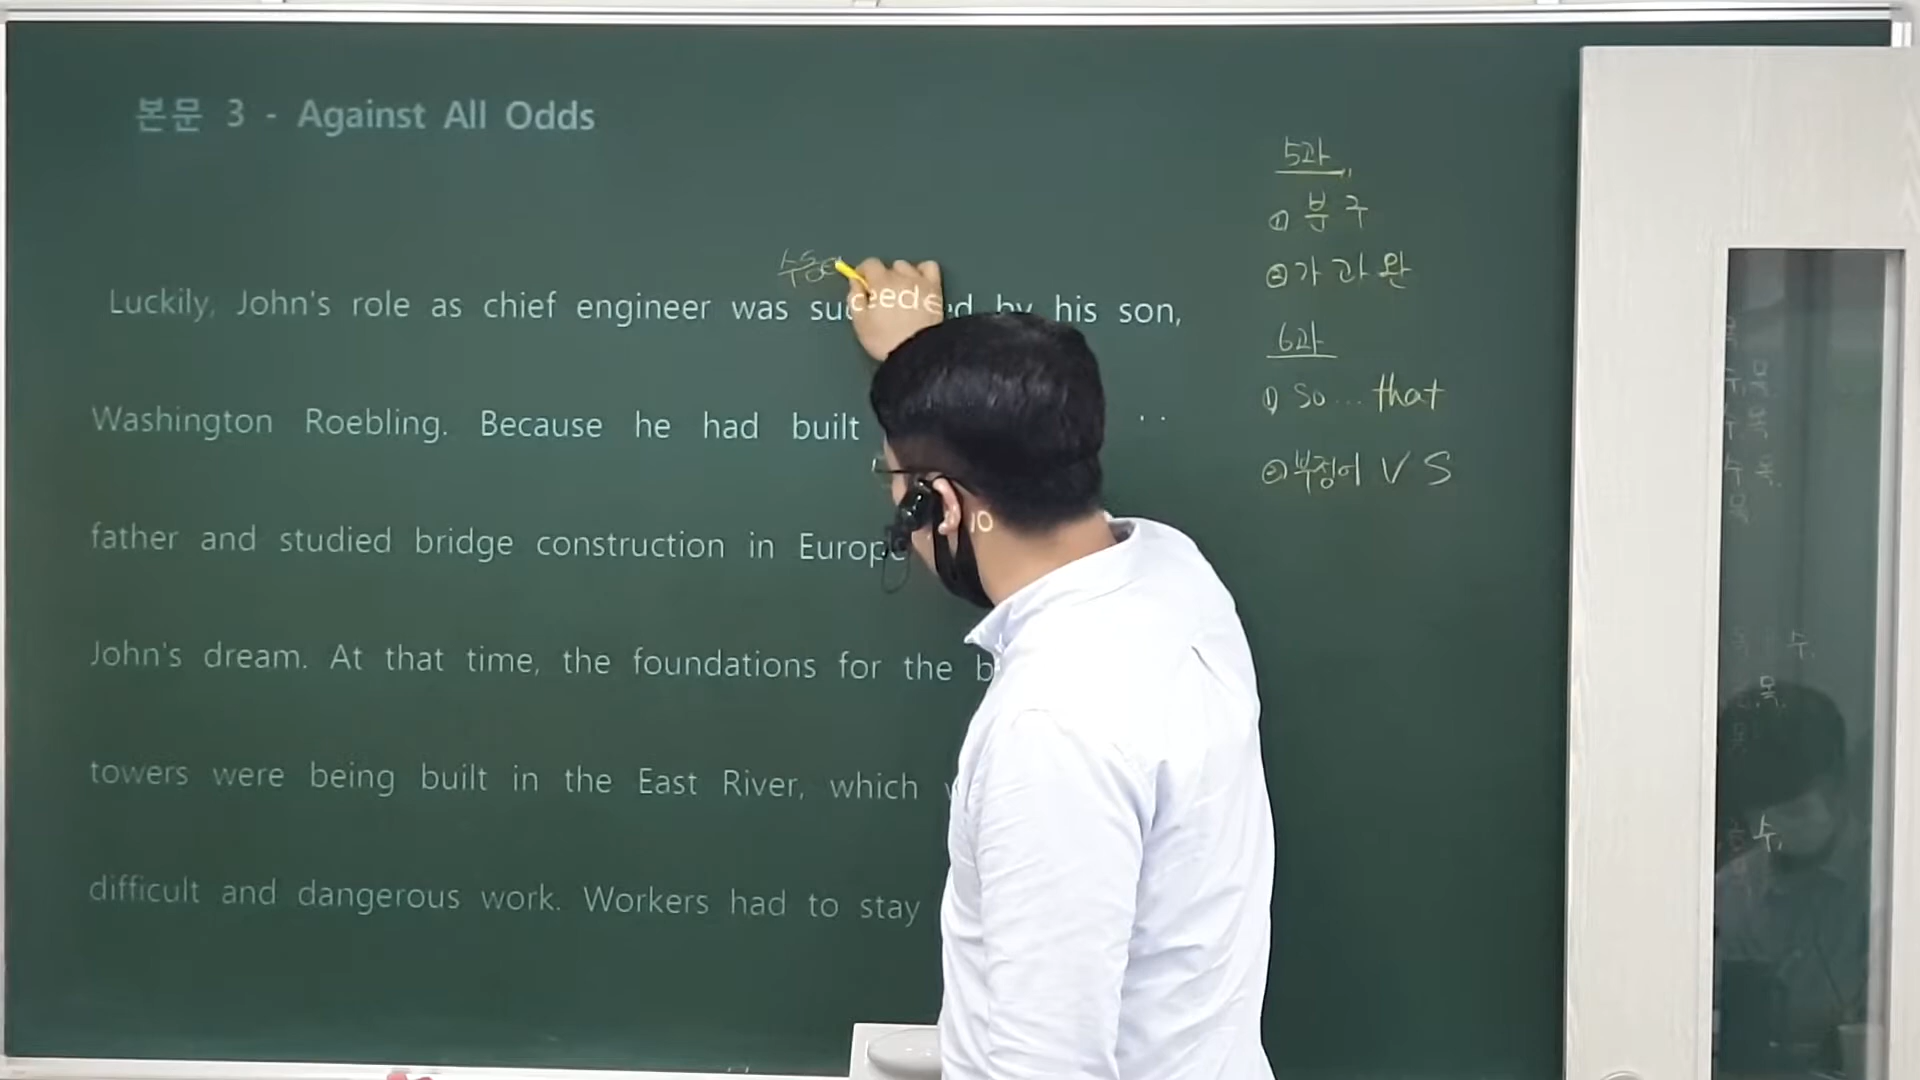 본문 3 - Against All Odds
수동태
Luckily, John's role as chief engineer was succeeded by his son,
Washington Roebling. Because he had built
father and studied bridge construction in Europe
John's dream. At that time, the foundations for the
towers were being built in the East River, which
difficult and dangerous work. Workers had to stay
5과
① 분 구
② 가 과 완
6과
① so... that
② 부정어 V S